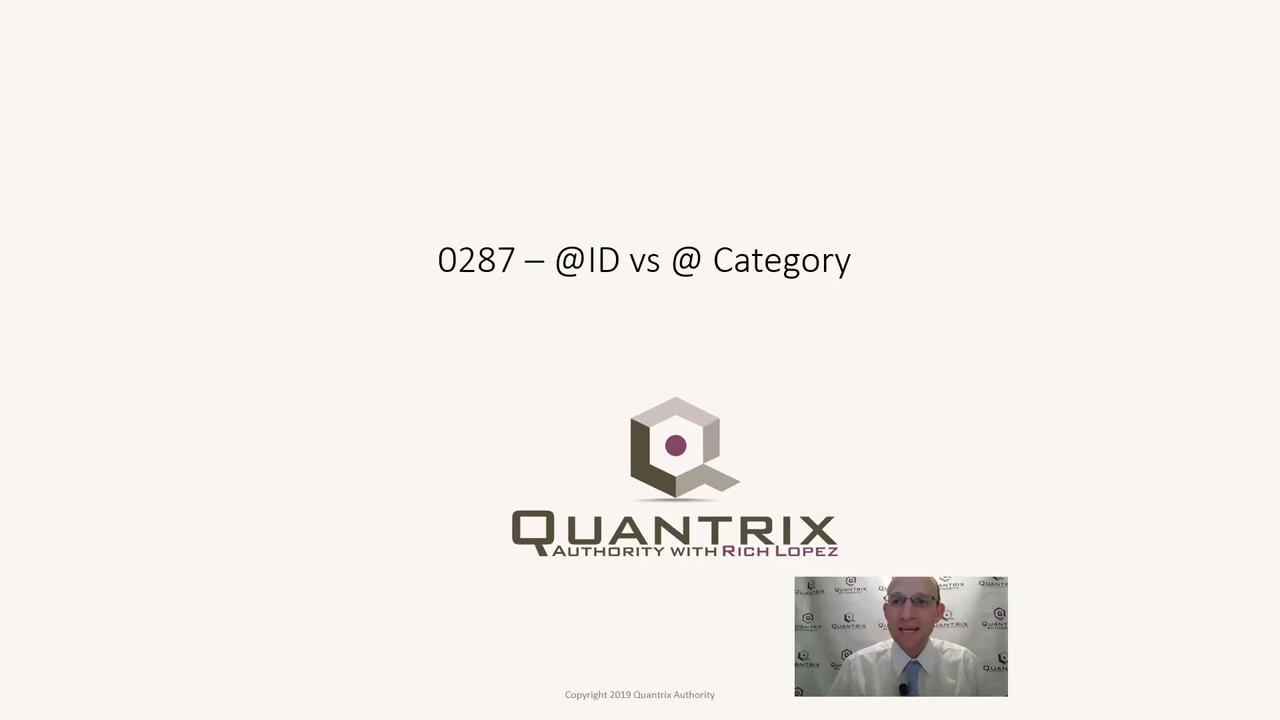 0287 – @ID vs @ Category
QUANTRIX
AUTHORITY WITH RICH LOPEZ
Copyright 2019 Quantrix Authority